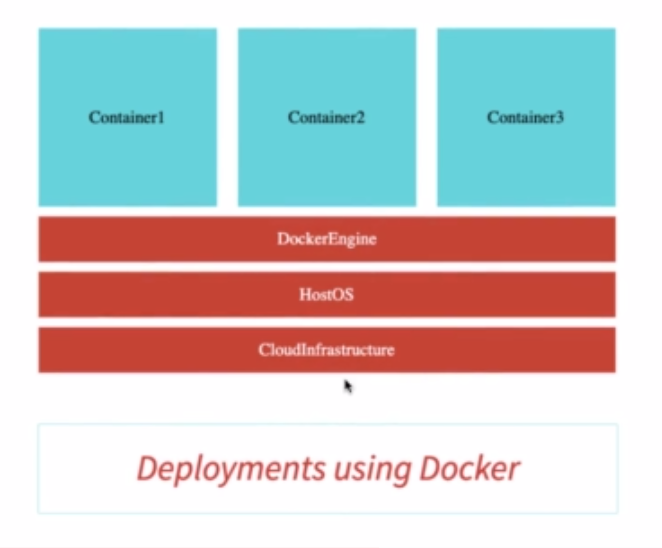 Container1 Container2 Container3
DockerEngine
HostOS
CloudInfrastructure
Deployments using Docker